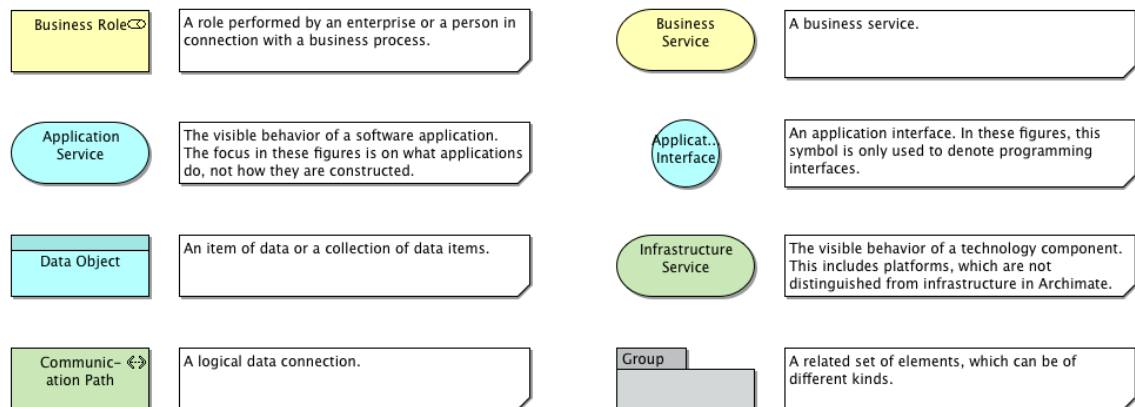 Business Role
A role performed by an enterprise or a person in
connection with a business process.
Business
Service
A business service.
Application
Service
The visible behavior of a software application.
The focus in these figures is on what applications
do, not how they are constructed.
Applicat...
Interface
An application interface. In these figures, this
symbol is only used to denote programming
interfaces.
Data Object
An item of data or a collection of data items.
Infrastructure
Service
The visible behavior of a technology component.
This includes platforms, which are not
distinguished from infrastructure in Archimate.
Communic-
ation Path
A logical data connection.
Group
A related set of elements, which can be of
different kinds.